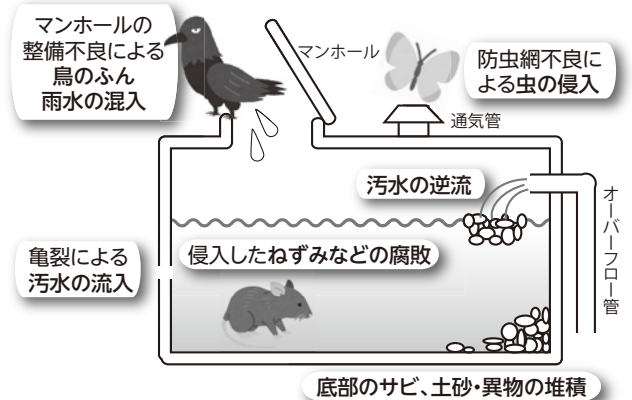 マンホールの
整備不良による
鳥のふん
雨水の混入
マンホール
防虫網不良に
よる虫の侵入
通気管
汚水の逆流
オーバーフロー管
亀裂による
汚水の流入
侵入したねずみなどの腐敗
底部のサビ、土砂・異物の堆積